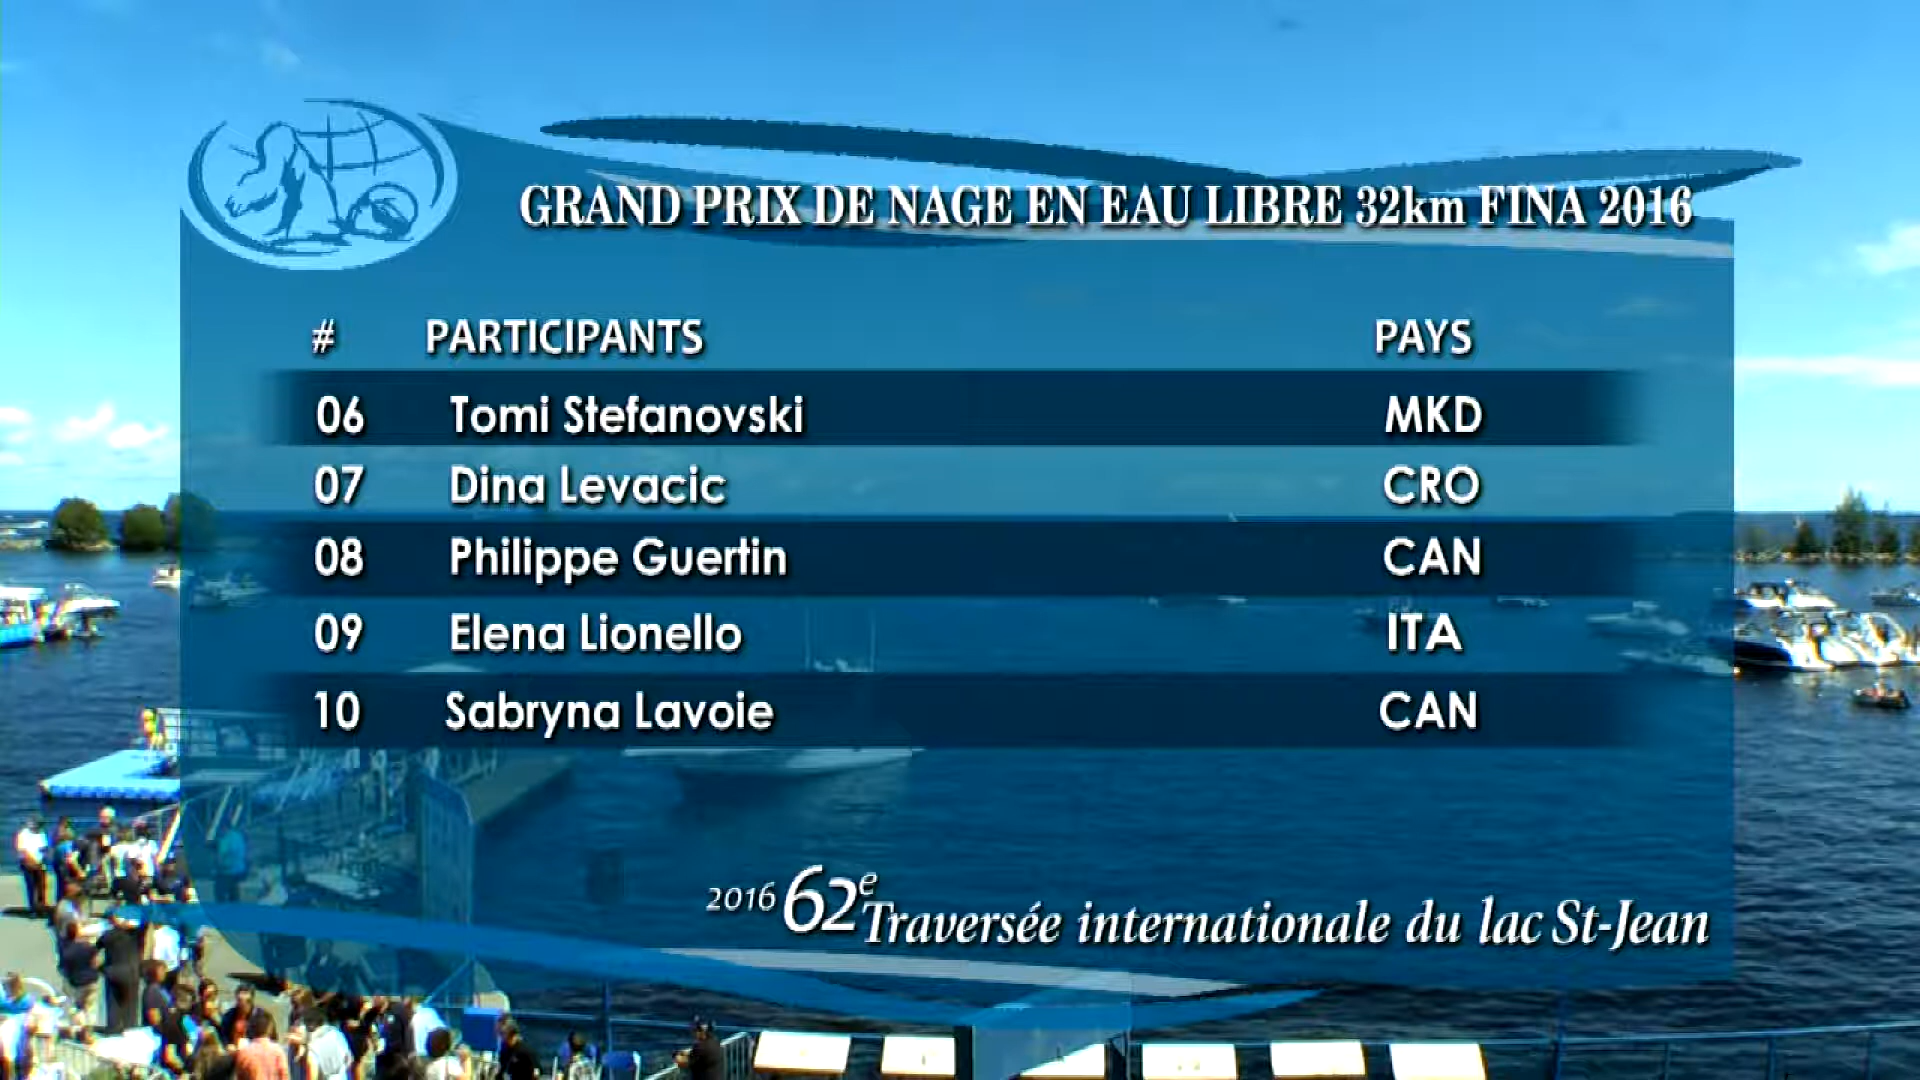 GRAND PRIX DE NAGE EN EAU LIBRE 32km FINA 2016
# PARTICIPANTS PAYS
06 Tomi Stefanovski MKD
07 Dina Levacic CRO
08 Philippe Guertin CAN
09 Elena Lionello ITA
10 Sabryna Lavoie CAN
2016 62e Traversée internationale du lac St-Jean